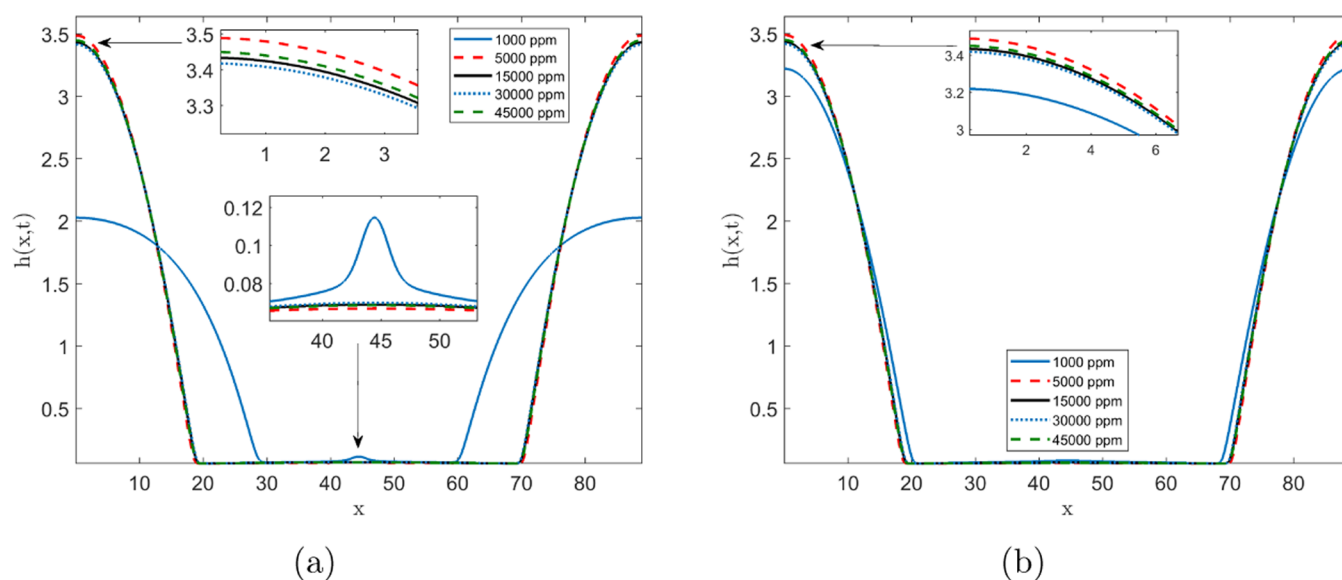 3.5
3
2.5
2
1.5
1
0.5
h(x,t)
10 20 30 40 50 60 70 80
x
3.5
3.4
3.3
1 2 3
1000 ppm
5000 ppm
15000 ppm
30000 ppm
45000 ppm
0.12
0.1
0.08
40 45 50
(a)
3.5
3
2.5
2
1.5
1
0.5
h(x,t)
10 20 30 40 50 60 70 80
x
3.4
3.2
3
2 4 6
1000 ppm
5000 ppm
15000 ppm
30000 ppm
45000 ppm
(b)